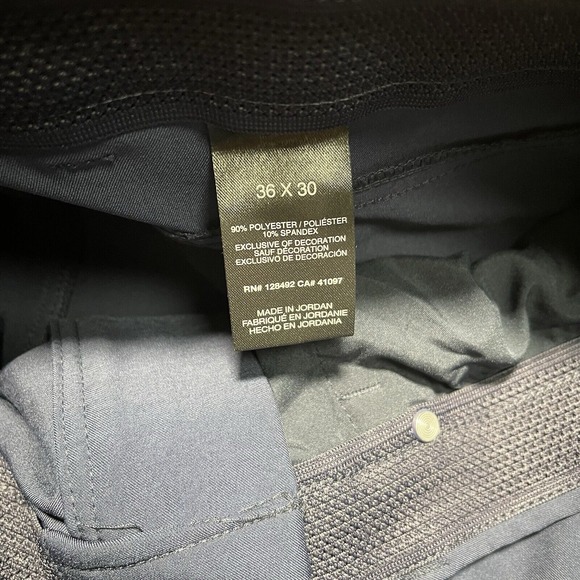 36 X 30
90% POLYESTER / POLIÉSTER
10% SPANDEX
EXCLUSIVE OF DECORATION
SAUF DÉCORATION
EXCLUSIVO DE DECORACIÓN
RN# 128492 CA# 41097
MADE IN JORDAN
FABRIQUÉ EN JORDANIE
HECHO EN JORDANIA